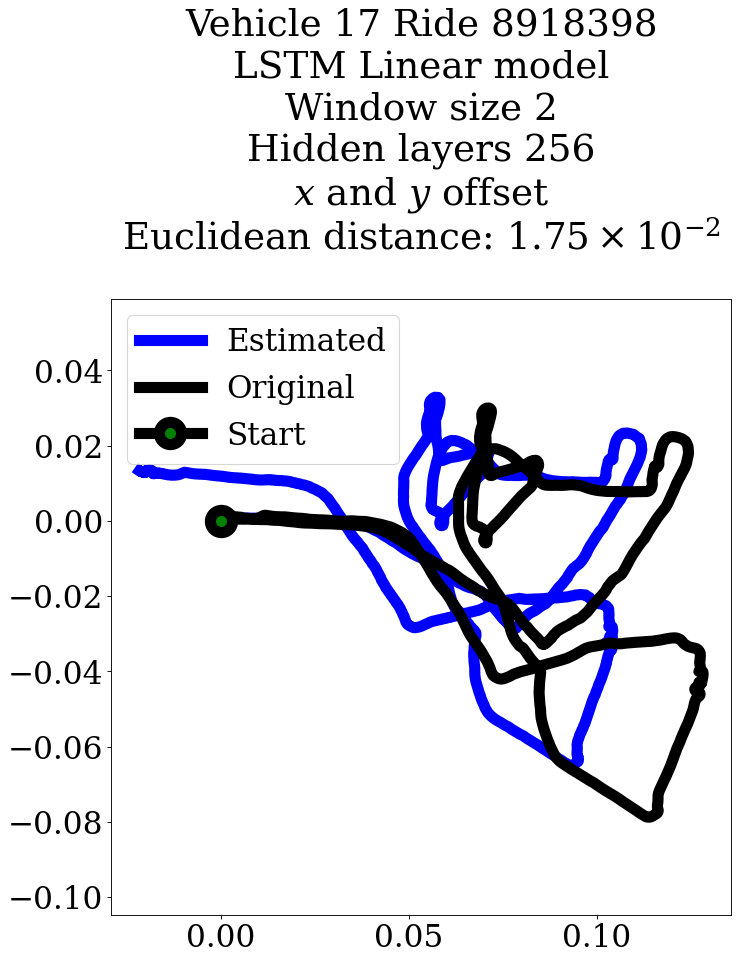 Vehicle 17 Ride 8918398
LSTM Linear model
Window size 2
Hidden layers 256
x and y offset
Euclidean distance: 1.75 × 10⁻²
Estimated
Original
Start
0.04
0.02
0.00
−0.02
−0.04
−0.06
−0.08
−0.10
0.00 0.05 0.10